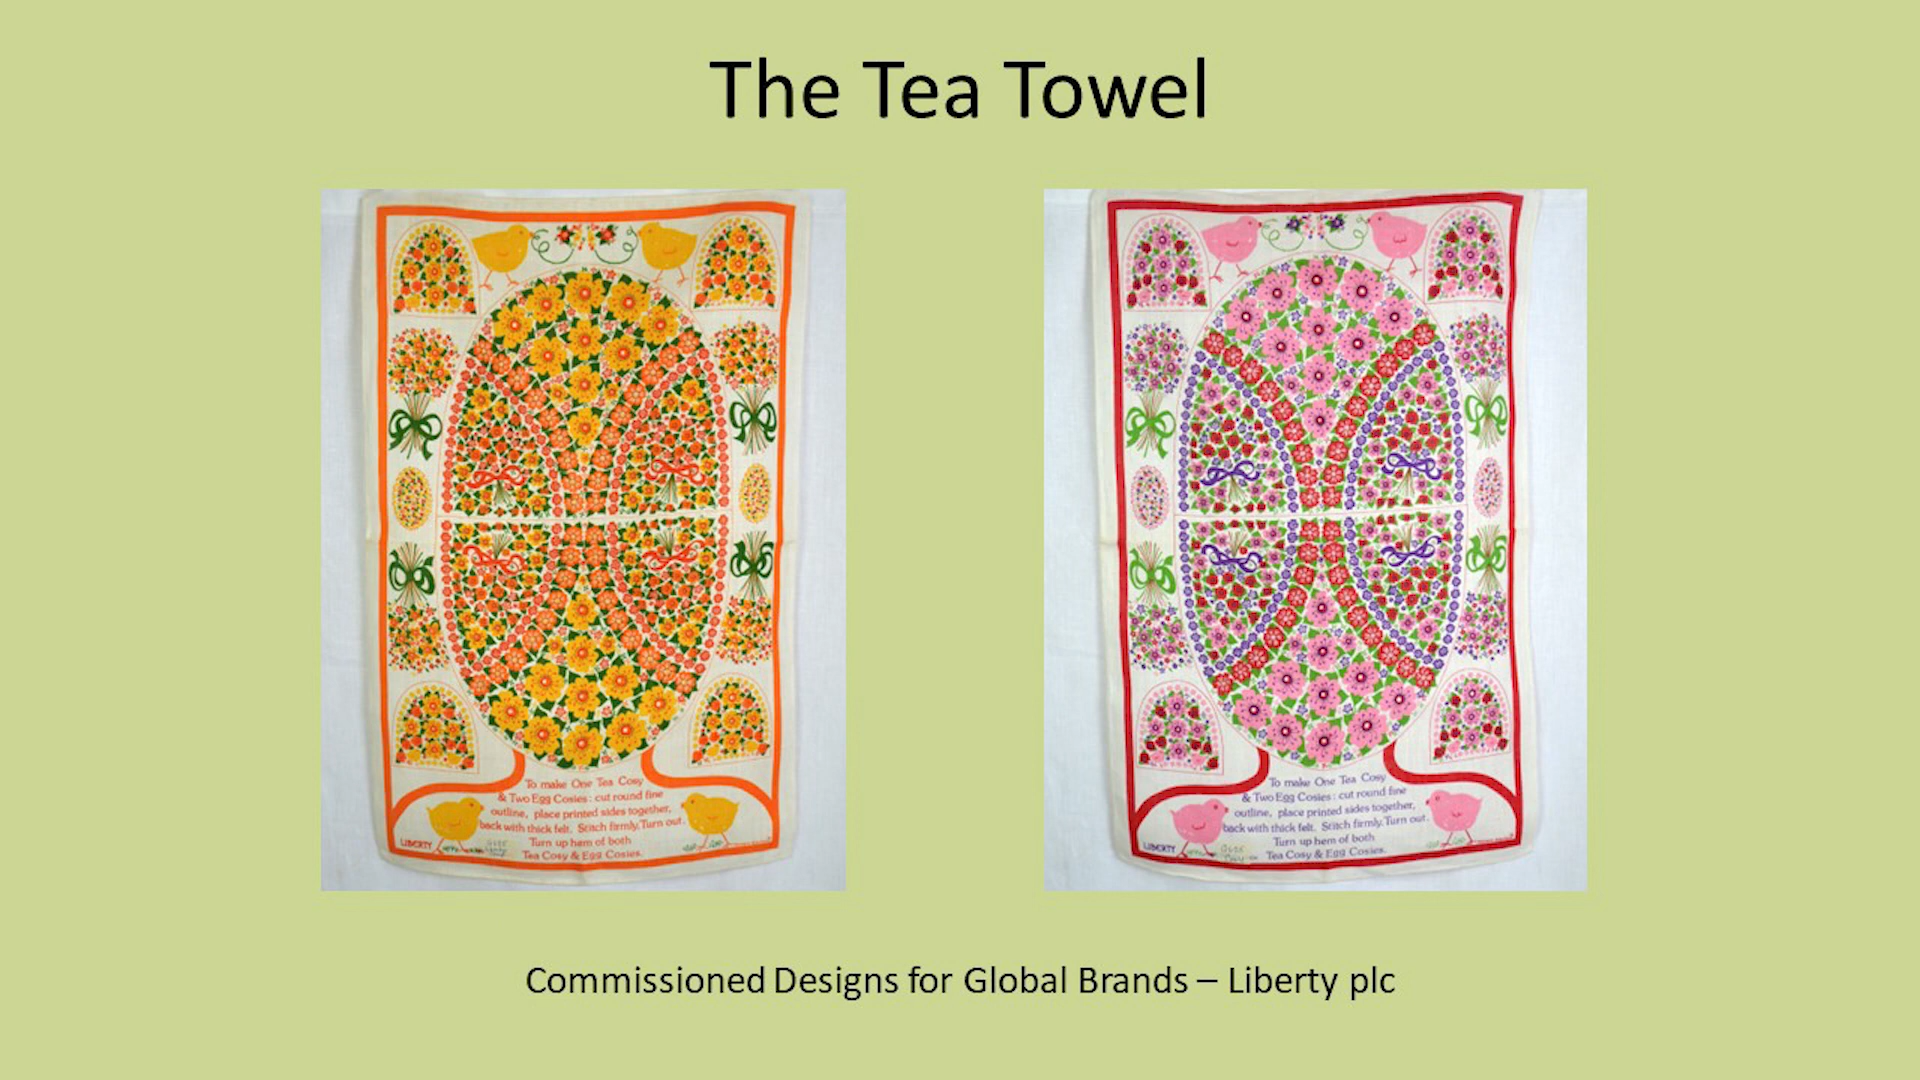 The Tea Towel
To make One Tea Cosy
& Two Egg Cosies: cut round fine
outline, place printed sides together,
back with thick felt. Stitch firmly. Turn out.
Turn up hem of both
Tea Cosy & Egg Cosies.
LIBERTY
To make One Tea Cosy
& Two Egg Cosies: cut round fine
outline, place printed sides together,
back with thick felt. Stitch firmly. Turn out.
Turn up hem of both
Tea Cosy & Egg Cosies.
LIBERTY
Commissioned Designs for Global Brands – Liberty plc